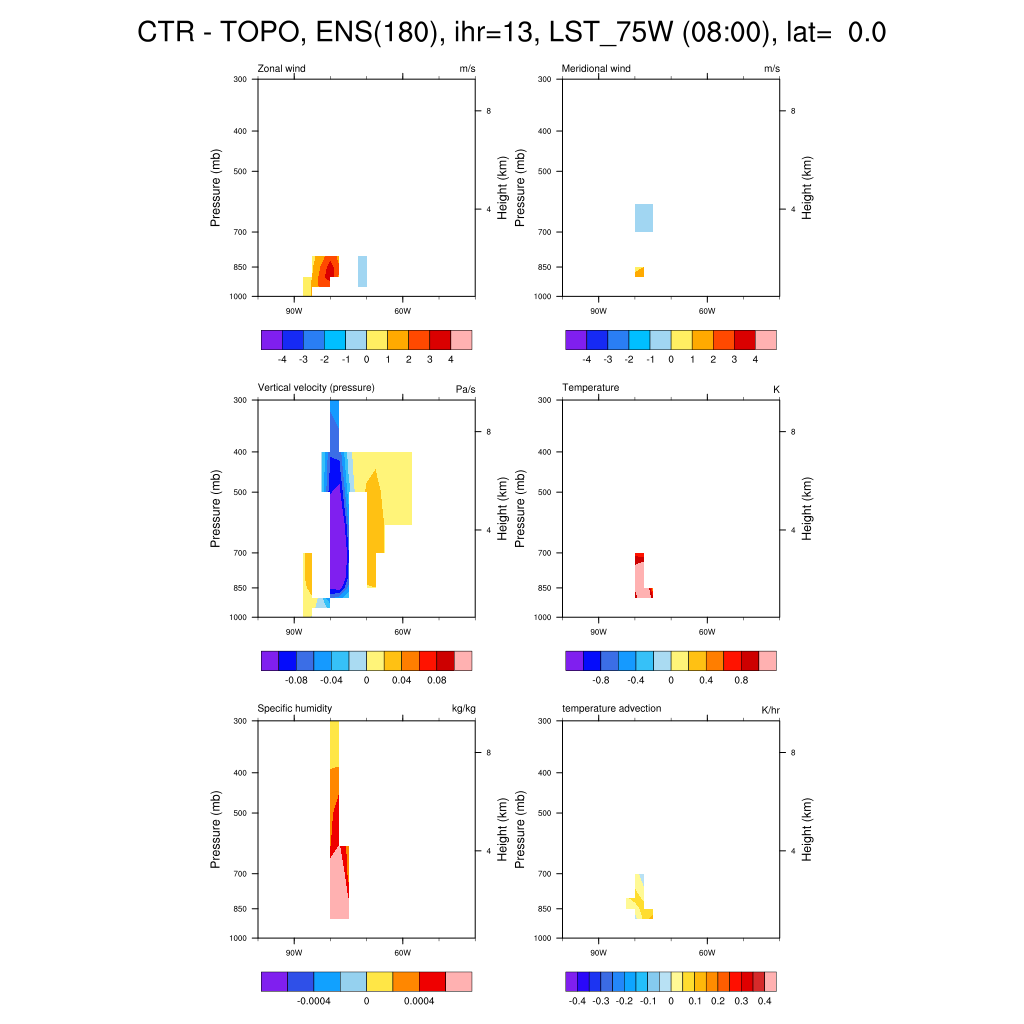 CTR - TOPO, ENS(180), ihr=13, LST_75W (08:00), lat= 0.0
Zonal wind m/s
300
400
500
700
850
1000
Pressure (mb)
8
4
Height (km)
90W 60W
-4 -3 -2 -1 0 1 2 3 4
Meridional wind m/s
300
400
500
700
850
1000
Pressure (mb)
8
4
Height (km)
90W 60W
-4 -3 -2 -1 0 1 2 3 4
Vertical velocity (pressure) Pa/s
300
400
500
700
850
1000
Pressure (mb)
8
4
Height (km)
90W 60W
-0.08 -0.04 0 0.04 0.08
Temperature K
300
400
500
700
850
1000
Pressure (mb)
8
4
Height (km)
90W 60W
-0.8 -0.4 0 0.4 0.8
Specific humidity kg/kg
300
400
500
700
850
1000
Pressure (mb)
8
4
Height (km)
90W 60W
-0.0004 0 0.0004
temperature advection K/hr
300
400
500
700
850
1000
Pressure (mb)
8
4
Height (km)
90W 60W
-0.4 -0.3 -0.2 -0.1 0 0.1 0.2 0.3 0.4